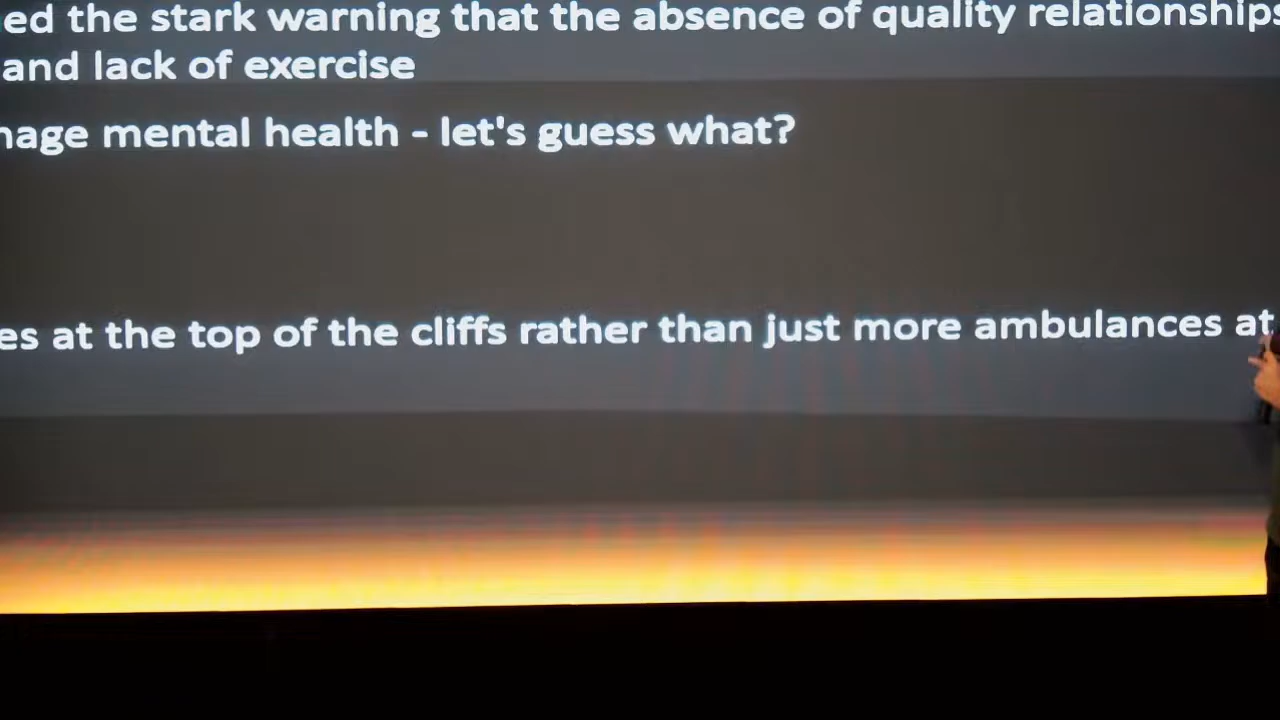 ed the stark warning that the absence of quality relationships
and lack of exercise
nage mental health - let's guess what?
es at the top of the cliffs rather than just more ambulances at